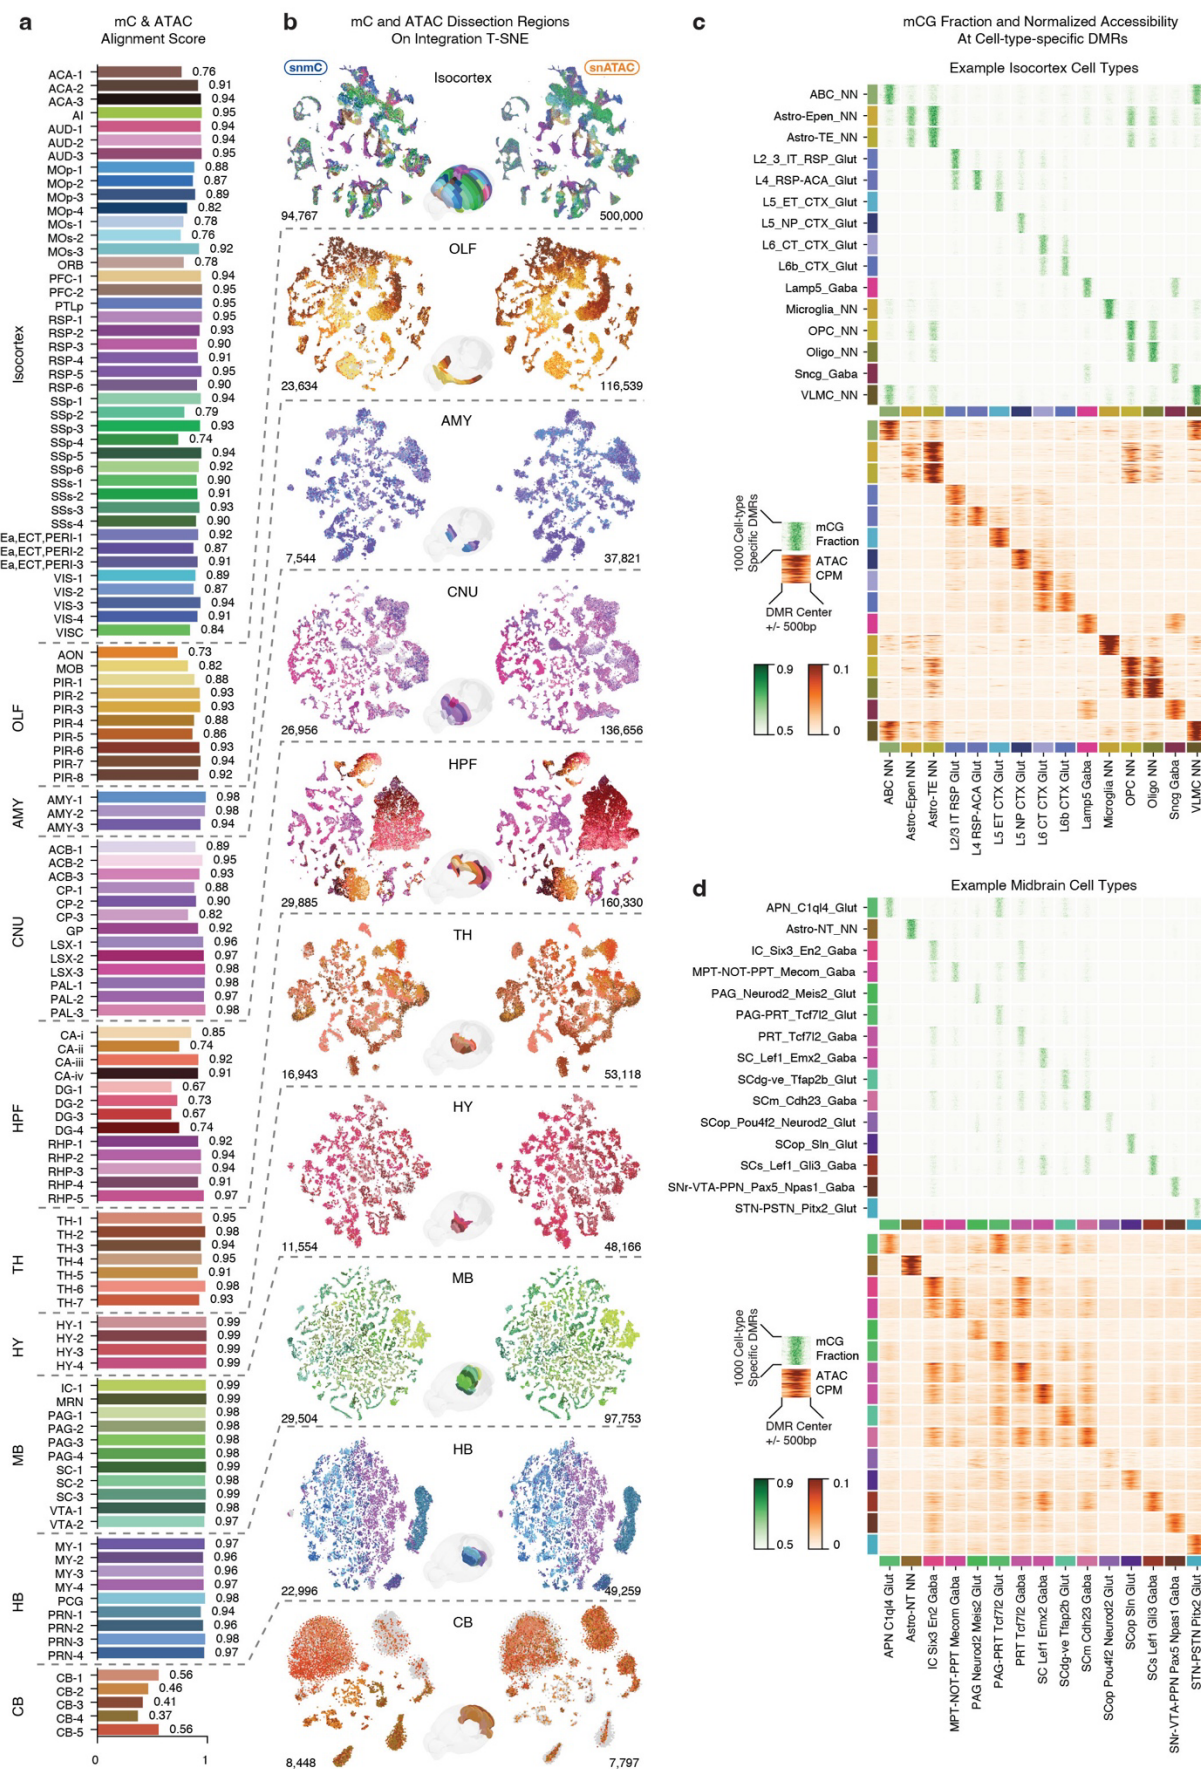 a
mC & ATAC
Alignment Score
Isocortex
ACA-1 0.76
ACA-2 0.91
ACA-3 0.94
AI 0.95
AUD-1 0.94
AUD-2 0.94
AUD-3 0.95
MOp-1 0.88
MOp-2 0.87
MOp-3 0.89
MOp-4 0.82
MOs-1 0.78
MOs-2 0.76
MOs-3 0.92
ORB 0.78
PFC-1 0.94
PFC-2 0.95
PTLp 0.95
RSP-1 0.95
RSP-2 0.93
RSP-3 0.90
RSP-4 0.91
RSP-5 0.95
RSP-6 0.90
SSp-1 0.94
SSp-2 0.79
SSp-3 0.93
SSp-4 0.74
SSp-5 0.94
SSp-6 0.92
SSs-1 0.90
SSs-2 0.91
SSs-3 0.93
SSs-4 0.90
Ea,ECT,PERI-1 0.92
Ea,ECT,PERI-2 0.87
Ea,ECT,PERI-3 0.91
VIS-1 0.89
VIS-2 0.87
VIS-3 0.94
VIS-4 0.91
VISC 0.84
OLF
AON 0.73
MOB 0.82
PIR-1 0.88
PIR-2 0.93
PIR-3 0.93
PIR-4 0.88
PIR-5 0.86
PIR-6 0.93
PIR-7 0.94
PIR-8 0.92
AMY
AMY-1 0.98
AMY-2 0.98
AMY-3 0.94
CNU
ACB-1 0.89
ACB-2 0.95
ACB-3 0.93
CP-1 0.88
CP-2 0.90
CP-3 0.82
GP 0.92
LSX-1 0.96
LSX-2 0.97
LSX-3 0.98
PAL-1 0.98
PAL-2 0.97
PAL-3 0.98
HPF
CA-i 0.85
CA-ii 0.74
CA-iii 0.92
CA-iv 0.91
DG-1 0.67
DG-2 0.73
DG-3 0.67
DG-4 0.74
RHP-1 0.92
RHP-2 0.94
RHP-3 0.94
RHP-4 0.91
RHP-5 0.97
TH
TH-1 0.95
TH-2 0.98
TH-3 0.94
TH-4 0.95
TH-5 0.91
TH-6 0.98
TH-7 0.93
HY
HY-1 0.99
HY-2 0.99
HY-3 0.99
HY-4 0.99
MB
IC-1 0.99
MRN 0.99
PAG-1 0.98
PAG-2 0.98
PAG-3 0.98
PAG-4 0.98
SC-1 0.99
SC-2 0.98
SC-3 0.99
VTA-1 0.98
VTA-2 0.97
HB
MY-1 0.97
MY-2 0.96
MY-3 0.96
MY-4 0.97
PCG 0.98
PRN-1 0.94
PRN-2 0.96
PRN-3 0.98
PRN-4 0.97
CB
CB-1 0.56
CB-2 0.46
CB-3 0.41
CB-4 0.37
CB-5 0.56
0 1
b
mC and ATAC Dissection Regions
On Integration T-SNE
snmC
snATAC
Isocortex
94,767 500,000
OLF
23,634 116,539
AMY
7,544 37,821
CNU
26,956 136,656
HPF
29,885 160,330
TH
16,943 53,118
HY
11,554 48,166
MB
29,504 97,753
HB
22,996 49,259
CB
8,448 7,797
c
mCG Fraction and Normalized Accessibility
At Cell-type-specific DMRs
Example Isocortex Cell Types
ABC_NN
Astro-Epen_NN
Astro-TE_NN
L2_3_IT_RSP_Glut
L4_RSP-ACA_Glut
L5_ET_CTX_Glut
L5_NP_CTX_Glut
L6_CT_CTX_Glut
L6b_CTX_Glut
Lamp5_Gaba
Microglia_NN
OPC_NN
Oligo_NN
Sncg_Gaba
VLMC_NN
1000 Cell-type
Specific DMRs
mCG
Fraction
ATAC
CPM
DMR Center
+/- 500bp
0.9 0.1
0.5 0
ABC NN
Astro-Epen NN
Astro-TE NN
L2/3 IT RSP Glut
L4 RSP-ACA Glut
L5 ET CTX Glut
L5 NP CTX Glut
L6 CT CTX Glut
L6b CTX Glut
Lamp5 Gaba
Microglia NN
OPC NN
Oligo NN
Sncg Gaba
VLMC NN
d
Example Midbrain Cell Types
APN_C1ql4_Glut
Astro-NT_NN
IC_Six3_En2_Gaba
MPT-NOT-PPT_Mecom_Gaba
PAG_Neurod2_Meis2_Glut
PAG-PRT_Tcf7l2_Glut
PRT_Tcf7l2_Gaba
SC_Lef1_Emx2_Gaba
SCdg-ve_Tfap2b_Glut
SCm_Cdh23_Gaba
SCop_Pou4f2_Neurod2_Glut
SCop_Sln_Glut
SCs_Lef1_Gli3_Gaba
SNr-VTA-PPN_Pax5_Npas1_Gaba
STN-PSTN_Pitx2_Glut
1000 Cell-type
Specific DMRs
mCG
Fraction
ATAC
CPM
DMR Center
+/- 500bp
0.9 0.1
0.5 0
APN C1ql4 Glut
Astro-NT NN
IC Six3 En2 Gaba
MPT-NOT-PPT Mecom Gaba
PAG Neurod2 Meis2 Glut
PAG-PRT Tcf7l2 Glut
PRT Tcf7l2 Gaba
SC Lef1 Emx2 Gaba
SCdg-ve Tfap2b Glut
SCm Cdh23 Gaba
SCop Pou4f2 Neurod2 Glut
SCop Sln Glut
SCs Lef1 Gli3 Gaba
SNr-VTA-PPN Pax5 Npas1 Gaba
STN-PSTN Pitx2 Glut